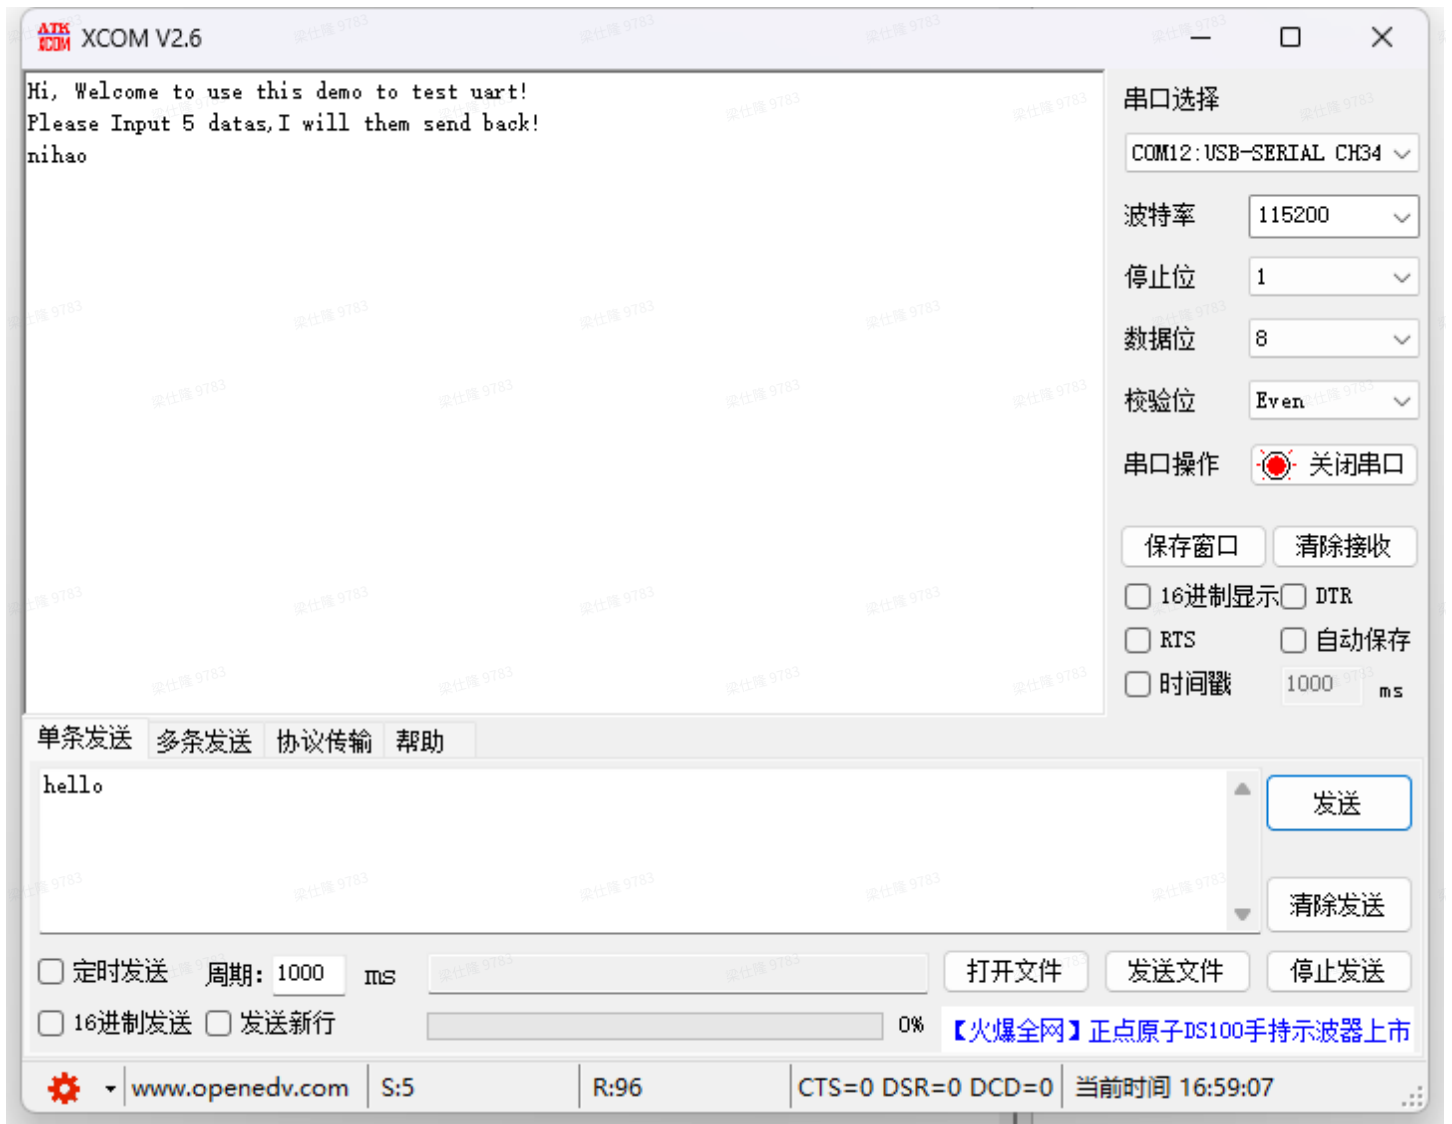 ATK
XCOM
XCOM V2.6
Hi, Welcome to use this demo to test uart!
Please Input 5 datas,I will them send back!
nihao
串口选择
COM12:USB-SERIAL CH34
波特率 115200
停止位 1
数据位 8
校验位 Even
串口操作 关闭串口
保存窗口 清除接收
16进制显示 DTR
RTS 自动保存
时间戳 1000 ms
单条发送 多条发送 协议传输 帮助
hello
发送
清除发送
定时发送 周期: 1000 ms 打开文件 发送文件 停止发送
16进制发送 发送新行 0% 【火爆全网】正点原子DS100手持示波器上市
www.openedv.com S:5 R:96 CTS=0 DSR=0 DCD=0 当前时间 16:59:07
梁仕隆 9783